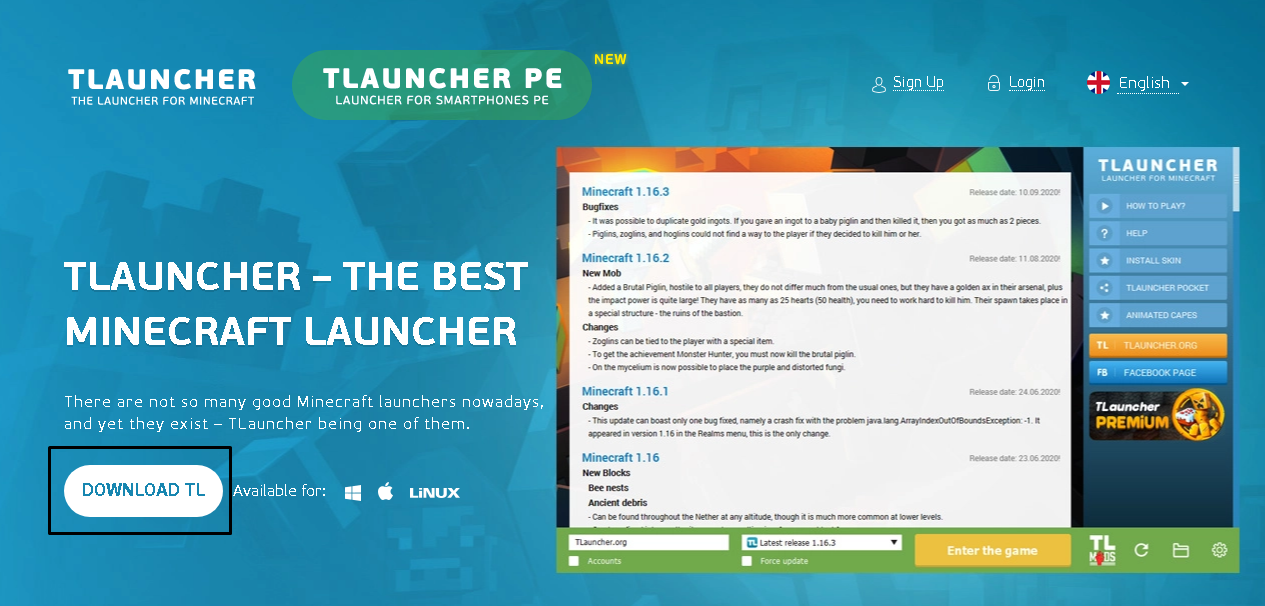 TLAUNCHER
THE LAUNCHER FOR MINECRAFT
TLAUNCHER PE
LAUNCHER FOR SMARTPHONES PE
NEW
Sign Up
Login
English
TLAUNCHER – THE BEST
MINECRAFT LAUNCHER
There are not so many good Minecraft launchers nowadays,
and yet they exist – TLauncher being one of them.
DOWNLOAD TL
Available for:
LiNUX
Minecraft 1.16.3
Release date: 10.09.2020!
Bugfixes
- It was possible to duplicate gold ingots. If you gave an ingot to a baby piglin and then killed it, then you got as much as 2 pieces.
- Piglins, zoglins, and hoglins could not find a way to the player if they decided to kill him or her.
Minecraft 1.16.2
Release date: 11.08.2020!
New Mob
- Added a Brutal Piglin, hostile to all players, they do not differ much from the usual ones, but they have a golden ax in their arsenal, plus
the impact power is quite large! They have as many as 25 hearts (50 health), you need to work hard to kill him. Their spawn takes place in
a special structure - the ruins of the bastion.
Changes
- Zoglins can be tied to the player with a special item.
- To get the achievement Monster Hunter, you must now kill the brutal piglin.
- On the mycelium is now possible to place the purple and distorted fungi.
Minecraft 1.16.1
Release date: 24.06.2020!
Changes
- This update can boast only one bug fixed, namely a crash fix with the problem java.lang.ArrayIndexOutOfBoundsException: -1. It
appeared in version 1.16 in the Realms menu, this is the only change.
Minecraft 1.16
Release date: 23.06.2020!
New Blocks
Bee nests
Ancient debris
- Can be found throughout the Nether at any altitude, though it is much more common at lower levels.
TLAUNCHER
LAUNCHER FOR MINECRAFT
HOW TO PLAY?
HELP
INSTALL SKIN
TLAUNCHER POCKET
ANIMATED CAPES
TL TLAUNCHER.ORG
FB FACEBOOK PAGE
TLauncher
PREMiUM
TLauncher.org
Accounts
TL Latest release 1.16.3
Force update
Enter the game
TL
MODS